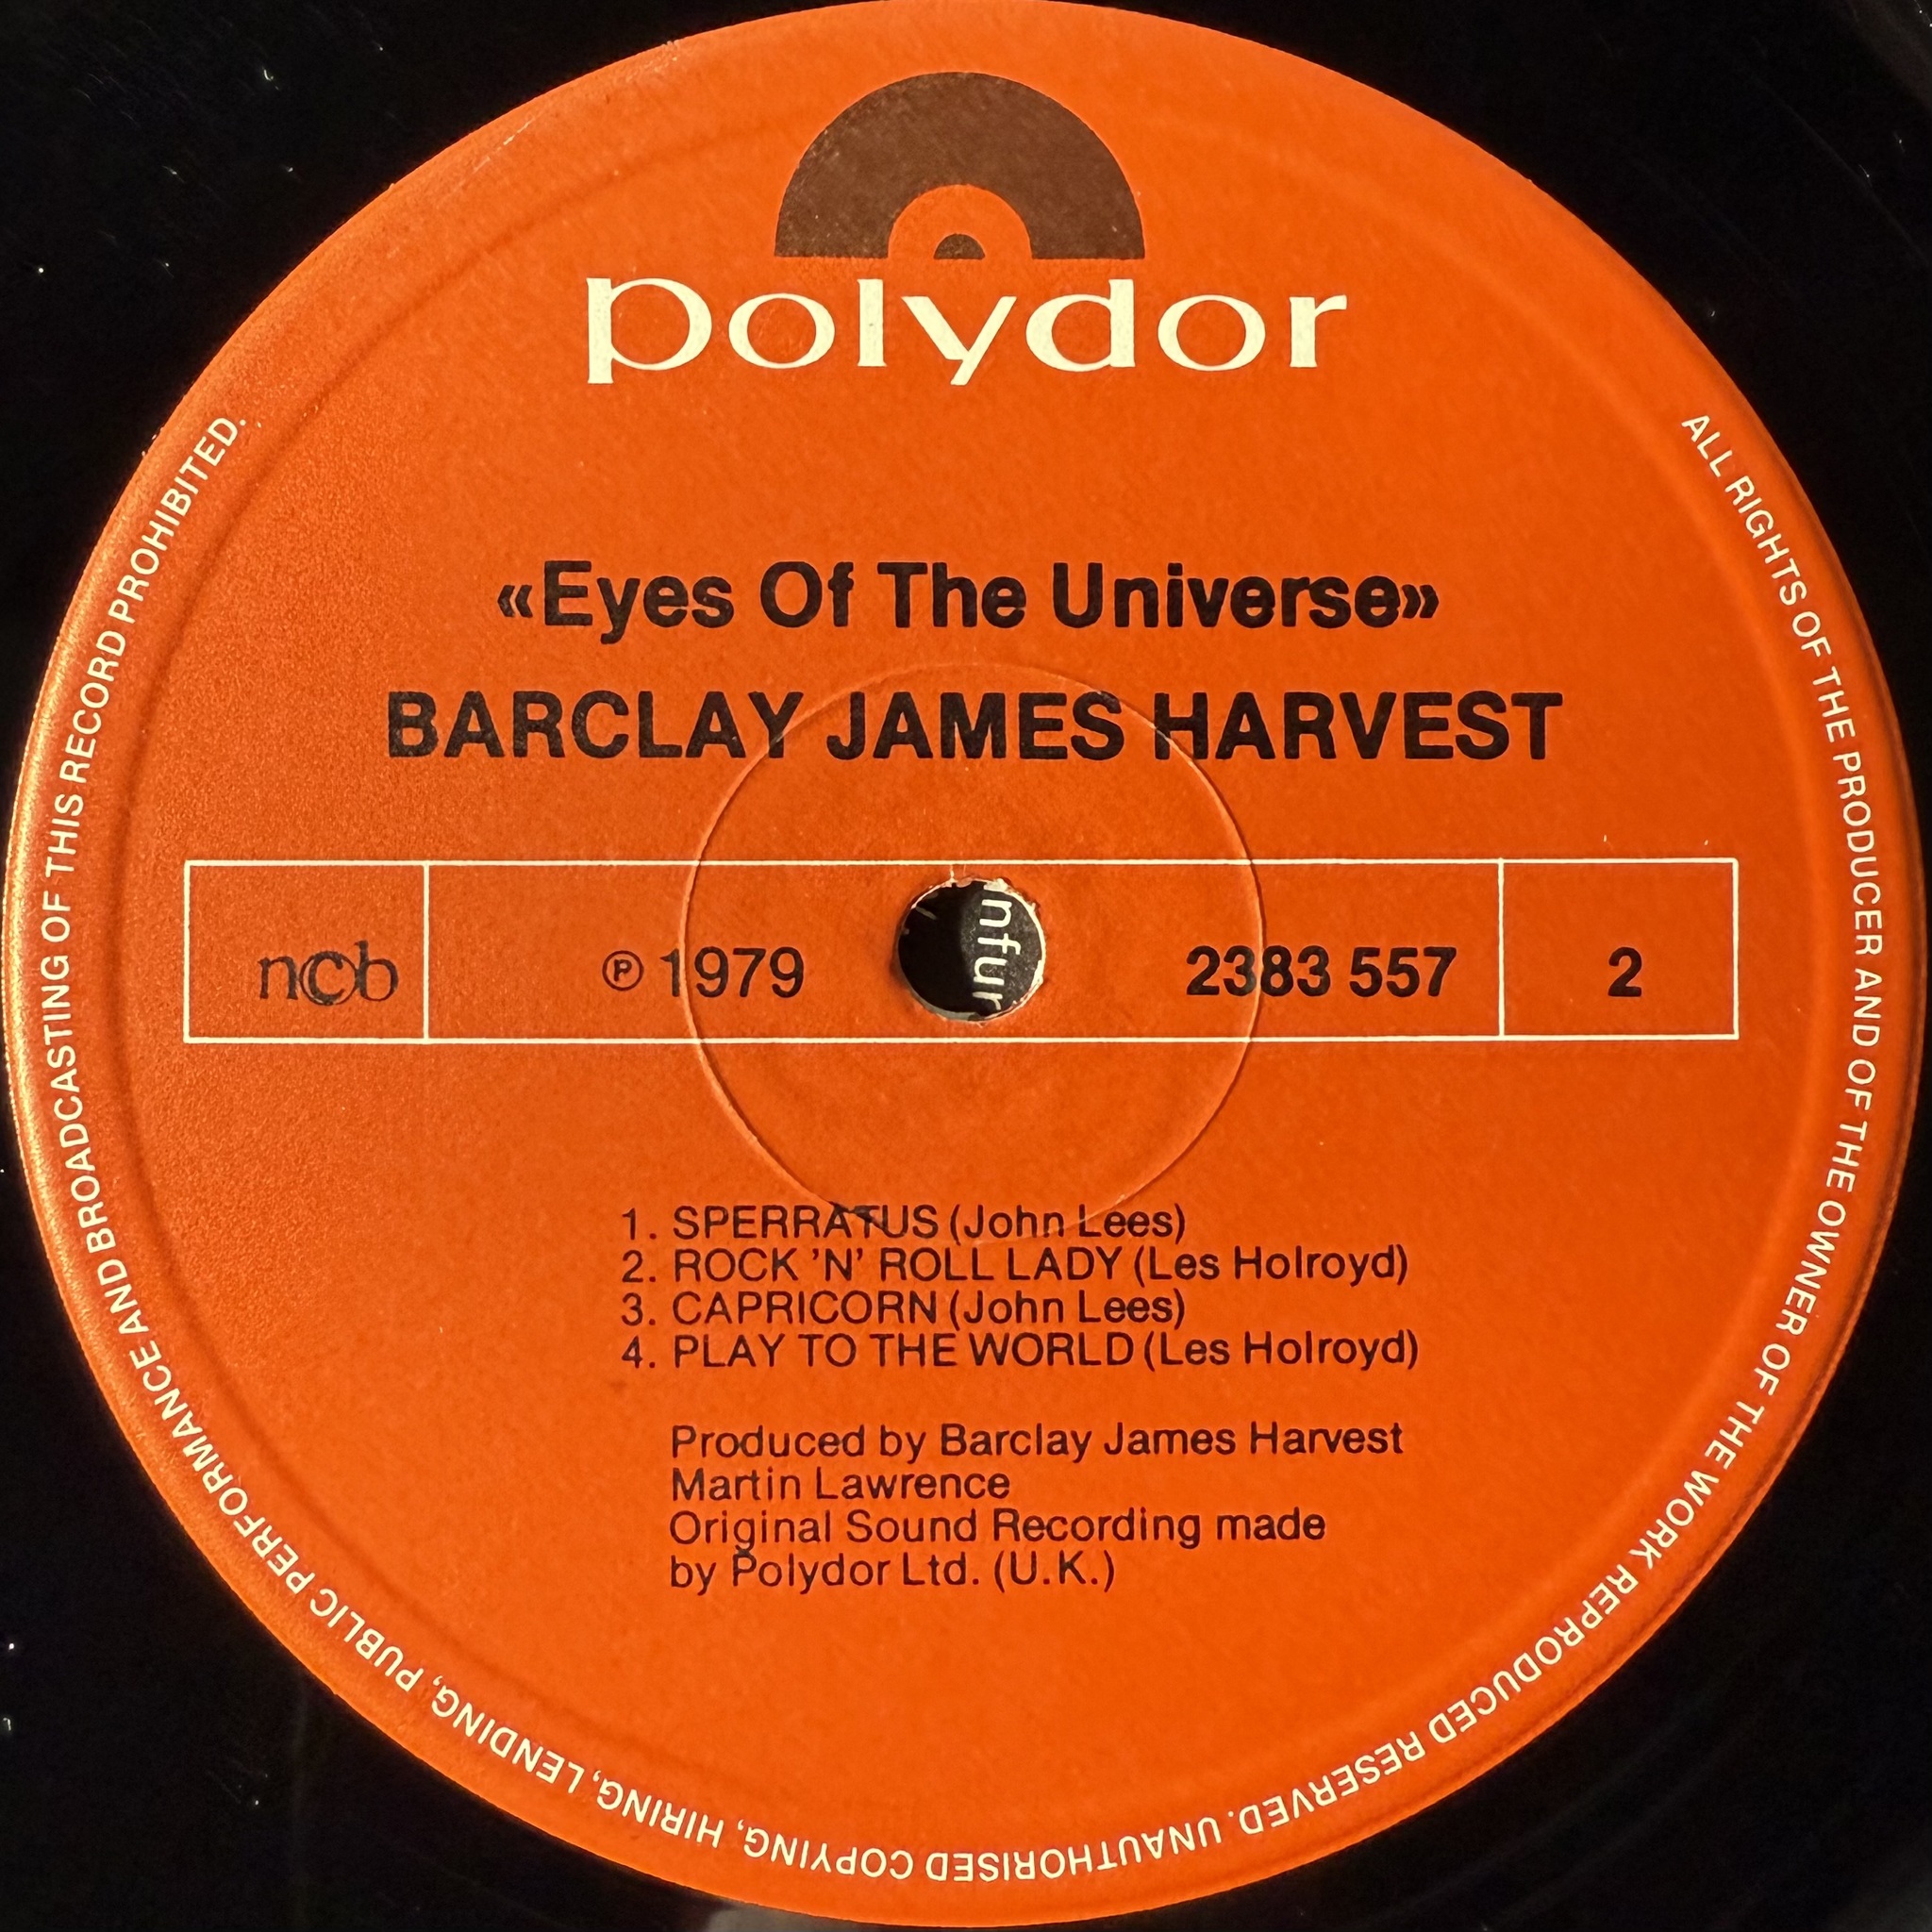 polydor
«Eyes Of The Universe»
BARCLAY JAMES HARVEST
n©b
℗ 1979
2383 557
2
nfur
1. SPERRATUS (John Lees)
2. ROCK 'N' ROLL LADY (Les Holroyd)
3. CAPRICORN (John Lees)
4. PLAY TO THE WORLD (Les Holroyd)
Produced by Barclay James Harvest
Martin Lawrence
Original Sound Recording made
by Polydor Ltd. (U.K.)
ALL RIGHTS OF THE PRODUCER AND OF THE OWNER OF THE WORK REPRODUCED RESERVED. UNAUTHORISED COPYING, HIRING, LENDING, PUBLIC PERFORMANCE AND BROADCASTING OF THIS RECORD PROHIBITED.